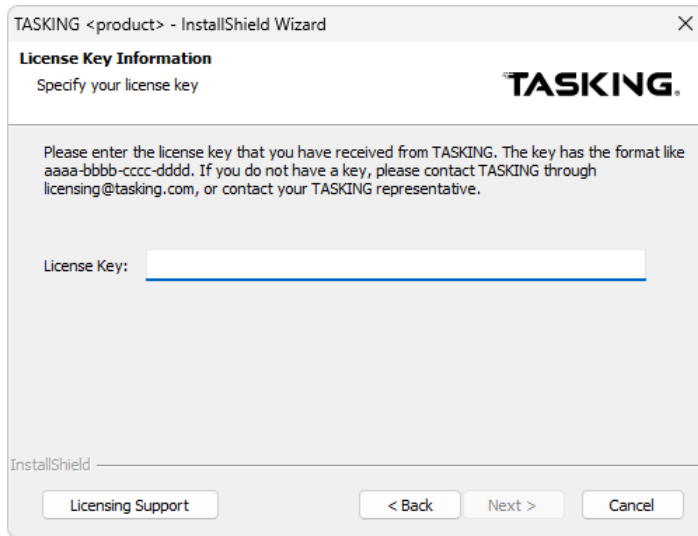 TASKING <product> - InstallShield Wizard
License Key Information
Specify your license key
TASKING.
Please enter the license key that you have received from TASKING. The key has the format like
aaaa-bbbb-cccc-dddd. If you do not have a key, please contact TASKING through
licensing@tasking.com, or contact your TASKING representative.
License Key:
InstallShield
Licensing Support
< Back
Next >
Cancel